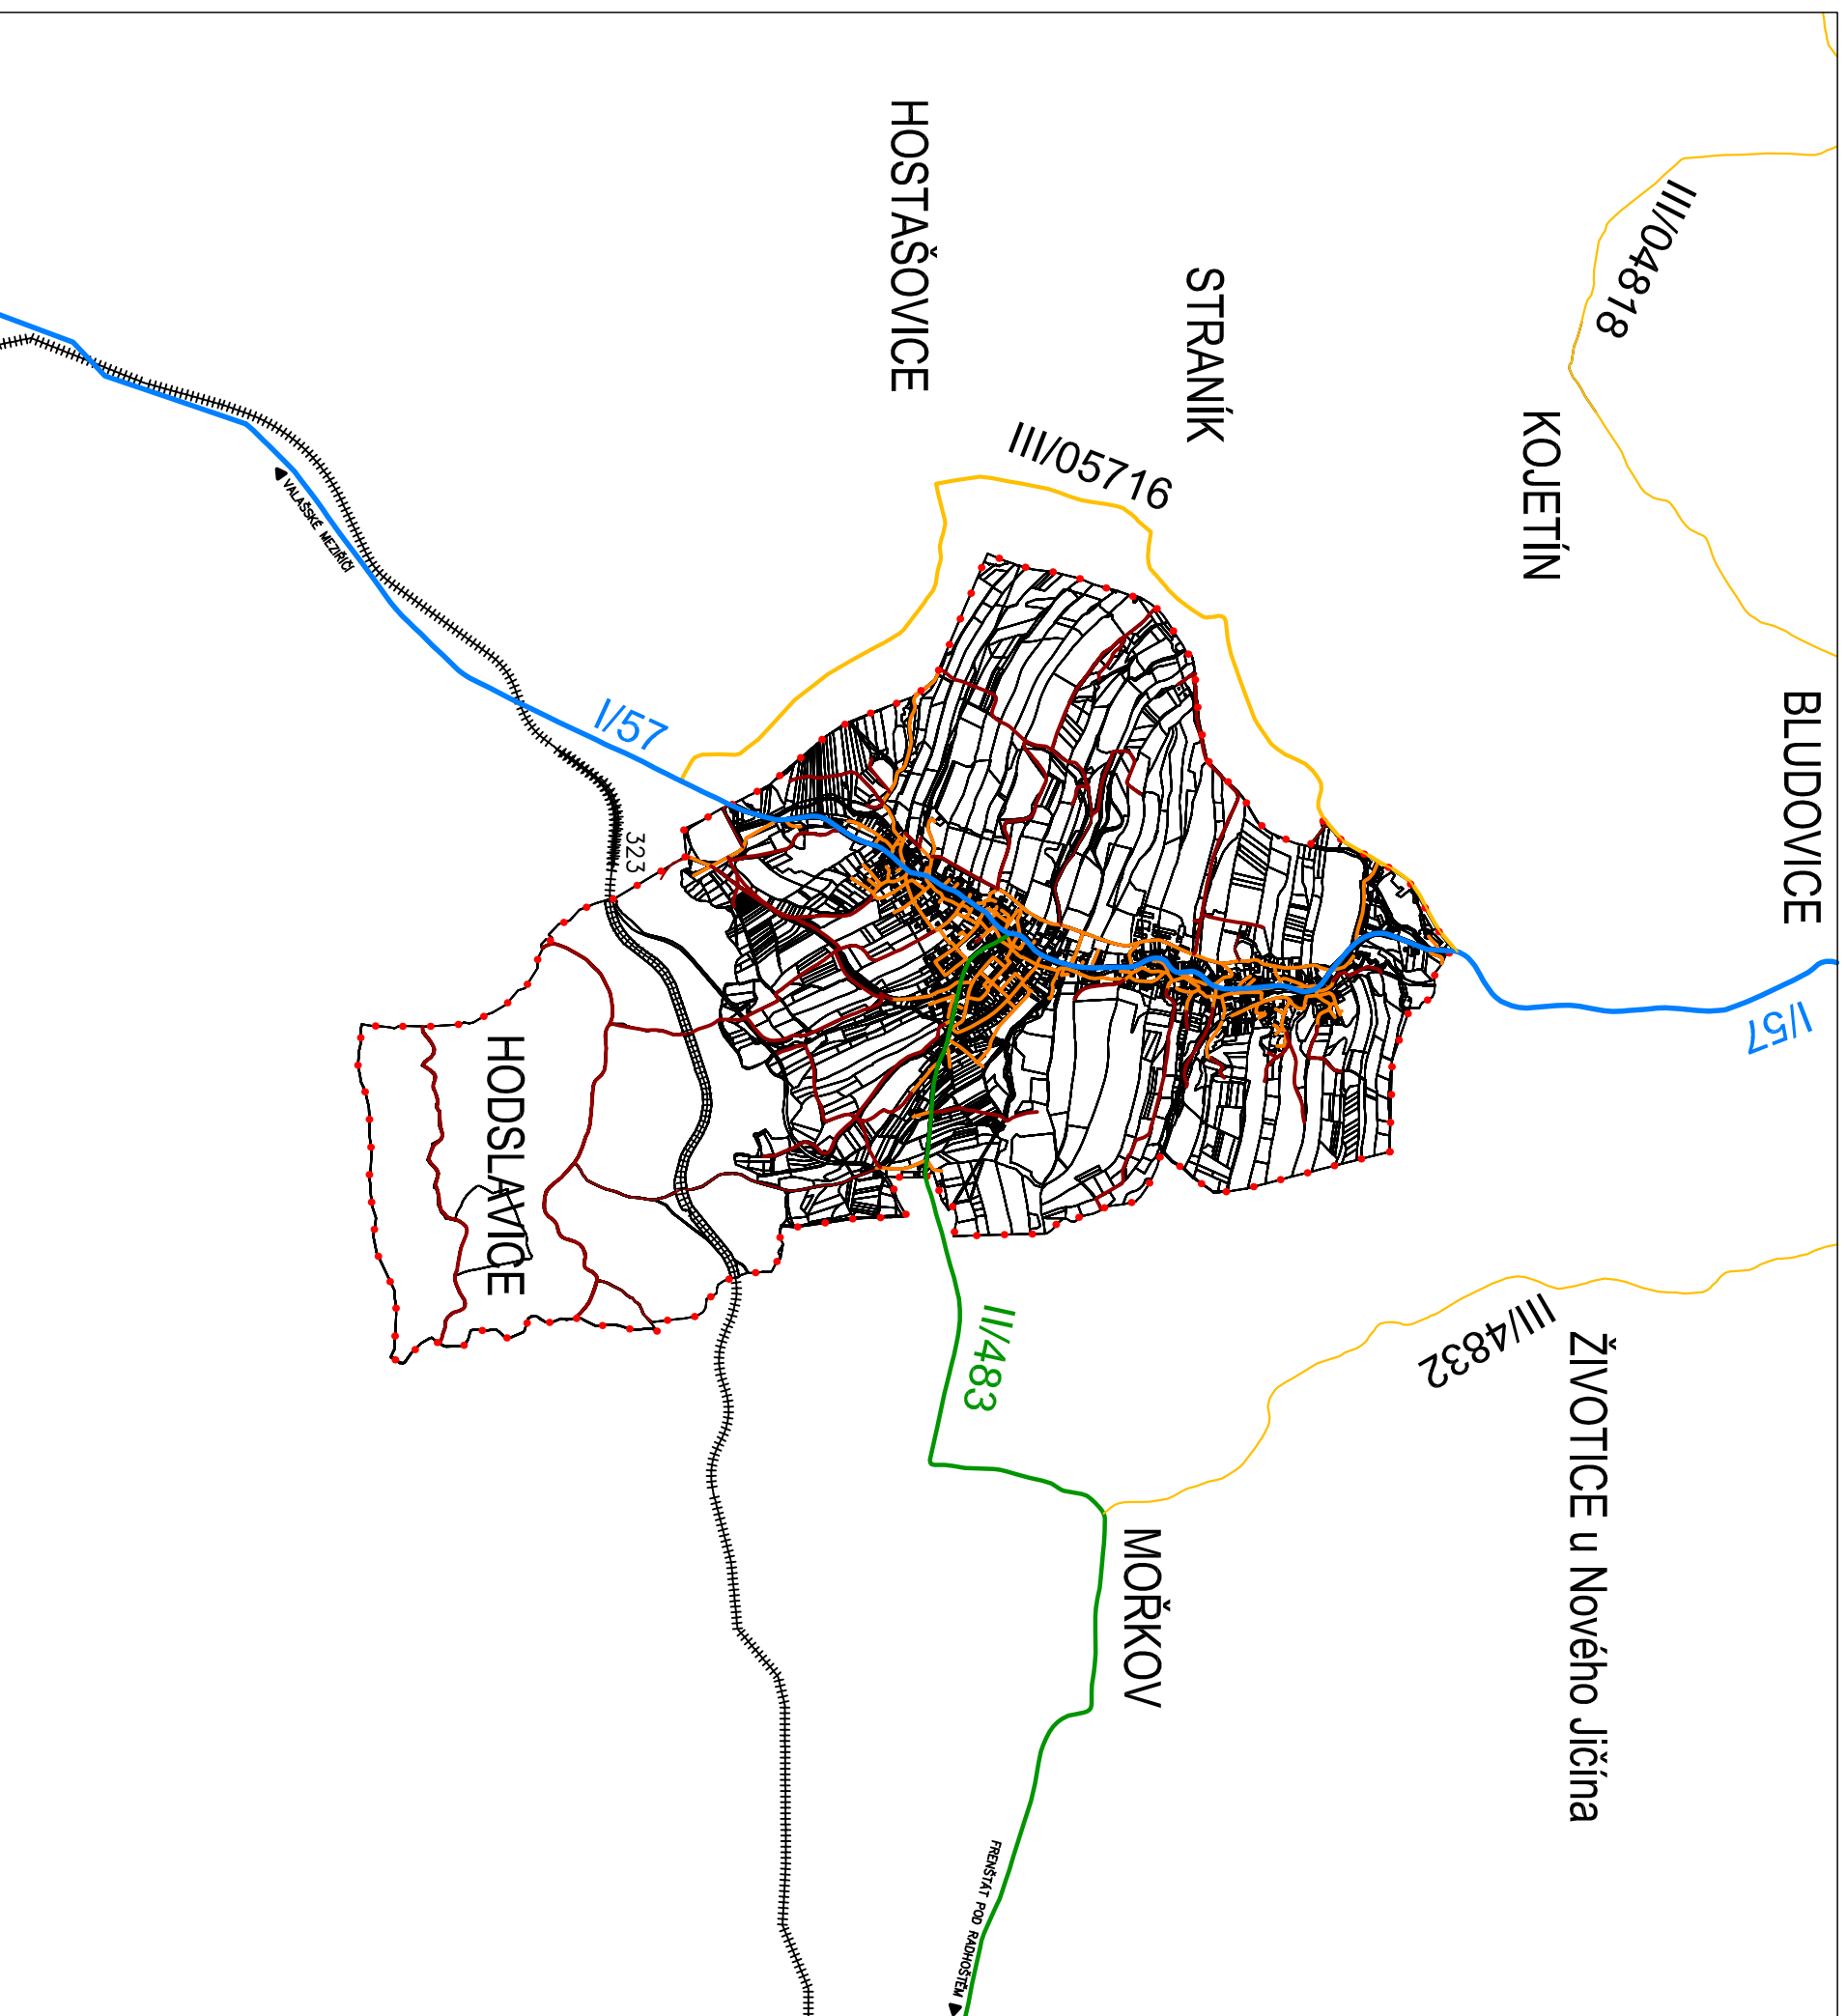 BLUDOVICE
I/57
III/04818
KOJETÍN
ŽIVOTICE u Nového Jičína
III/4832
STRANÍK
III/05716
MOŘKOV
HOSTAŠOVICE
II/483
FRENŠTÁT POD RADHOŠTĚM
I/57
323
HODSLAVICE
VALAŠSKÉ MEZIŘÍČÍ